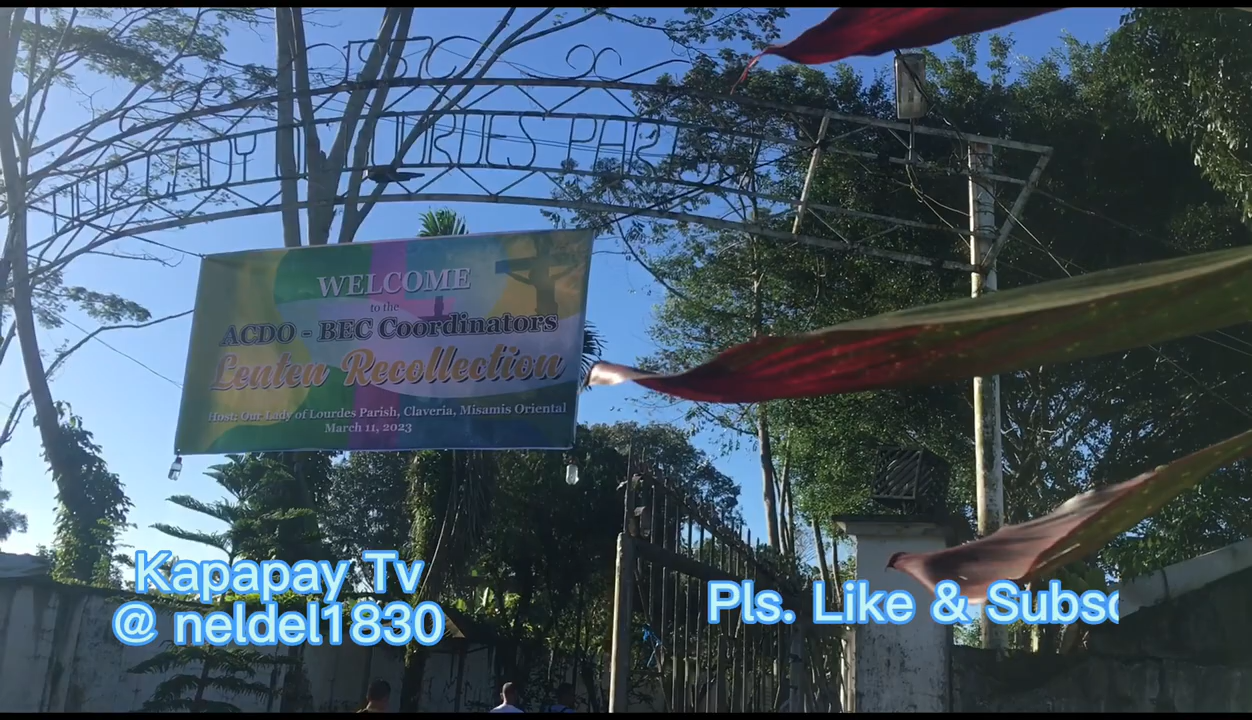 OUR LADY OF LOURDES PARISH
WELCOME
to the
ACDO - BEC Coordinators
Lenten Recollection
Host: Our Lady of Lourdes Parish, Claveria, Misamis Oriental
March 11, 2023
Kapapay Tv
@ neldel1830
Pls. Like & Subsc